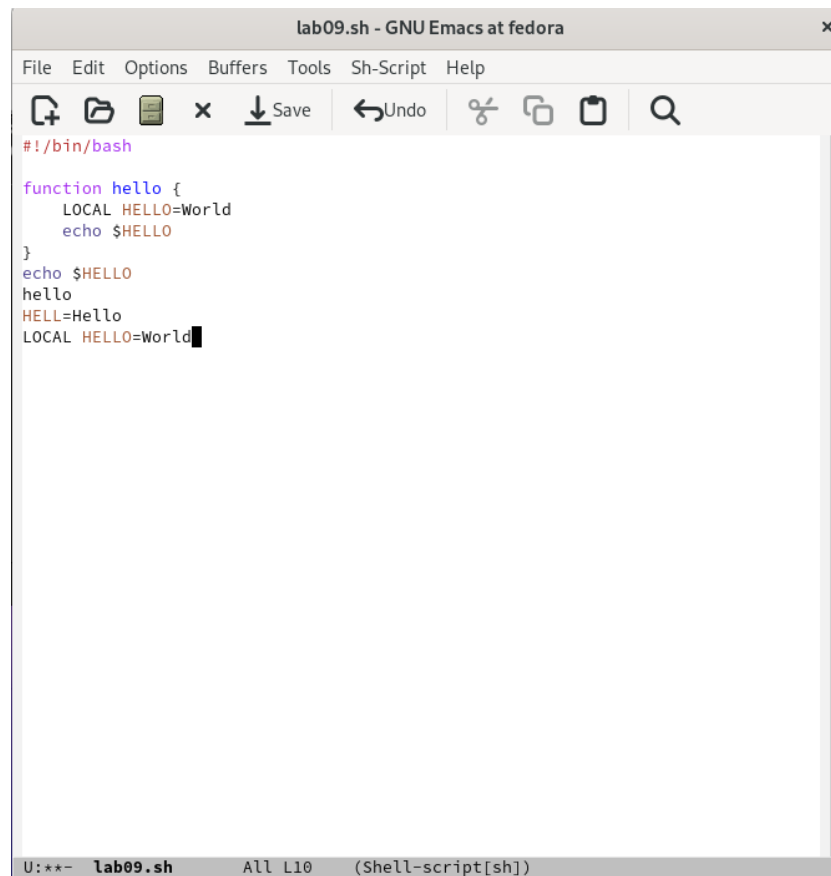 lab09.sh - GNU Emacs at fedora
File Edit Options Buffers Tools Sh-Script Help
Save Undo
#!/bin/bash
function hello {
    LOCAL HELLO=World
    echo $HELLO
}
echo $HELLO
hello
HELL=Hello
LOCAL HELLO=World
U:**- lab09.sh All L10 (Shell-script[sh])